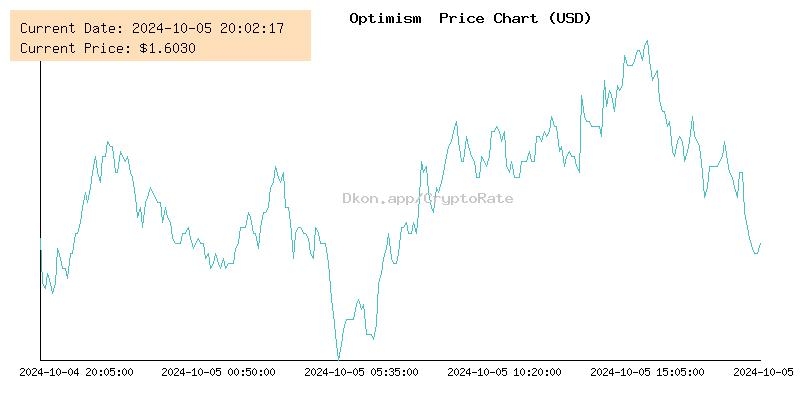 Optimism Price Chart (USD)
Current Date: 2024-10-05 20:02:17
Current Price: $1.6030
Dkon.app/CryptoRate
2024-10-04 20:05:00 2024-10-05 00:50:00 2024-10-05 05:35:00 2024-10-05 10:20:00 2024-10-05 15:05:00 2024-10-05